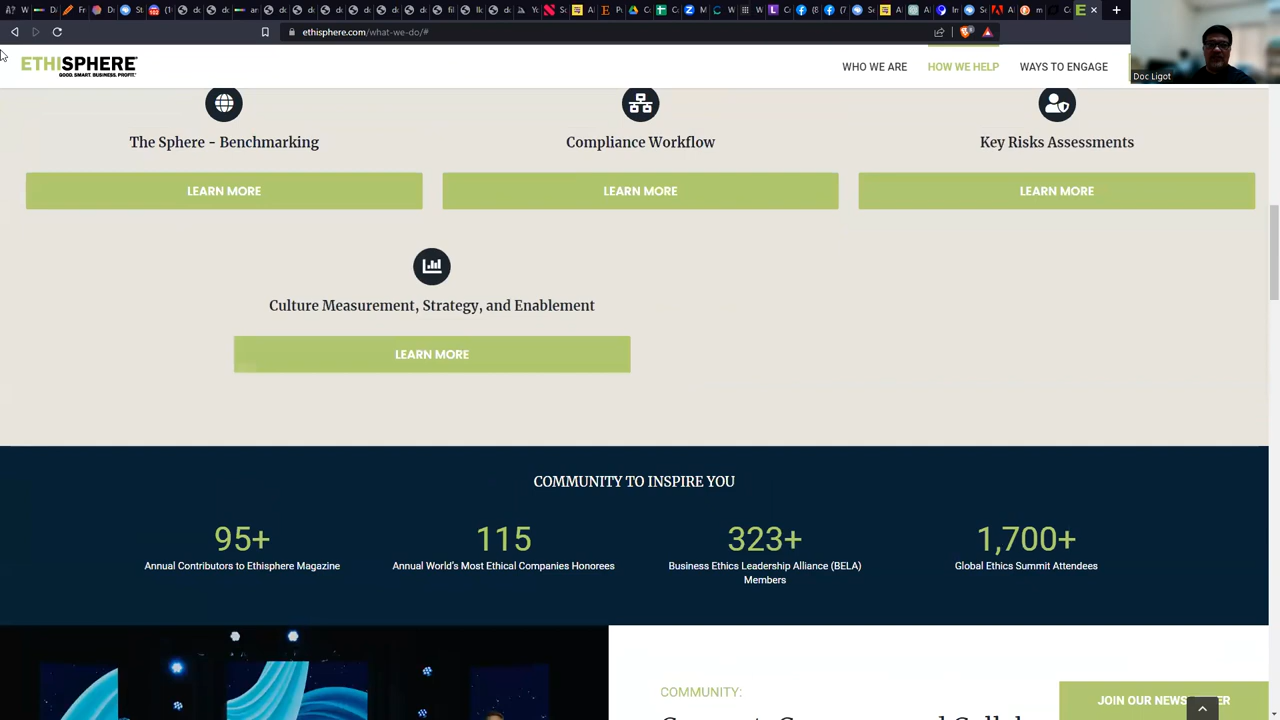 ethisphere.com/what-we-do/#
Doc Ligot
ETHISPHERE
GOOD. SMART. BUSINESS. PROFIT.
WHO WE ARE
HOW WE HELP
WAYS TO ENGAGE
The Sphere - Benchmarking
Compliance Workflow
Key Risks Assessments
LEARN MORE
LEARN MORE
LEARN MORE
Culture Measurement, Strategy, and Enablement
LEARN MORE
COMMUNITY TO INSPIRE YOU
95+
115
323+
1,700+
Annual Contributors to Ethisphere Magazine
Annual World's Most Ethical Companies Honorees
Business Ethics Leadership Alliance (BELA)
Members
Global Ethics Summit Attendees
COMMUNITY:
JOIN OUR